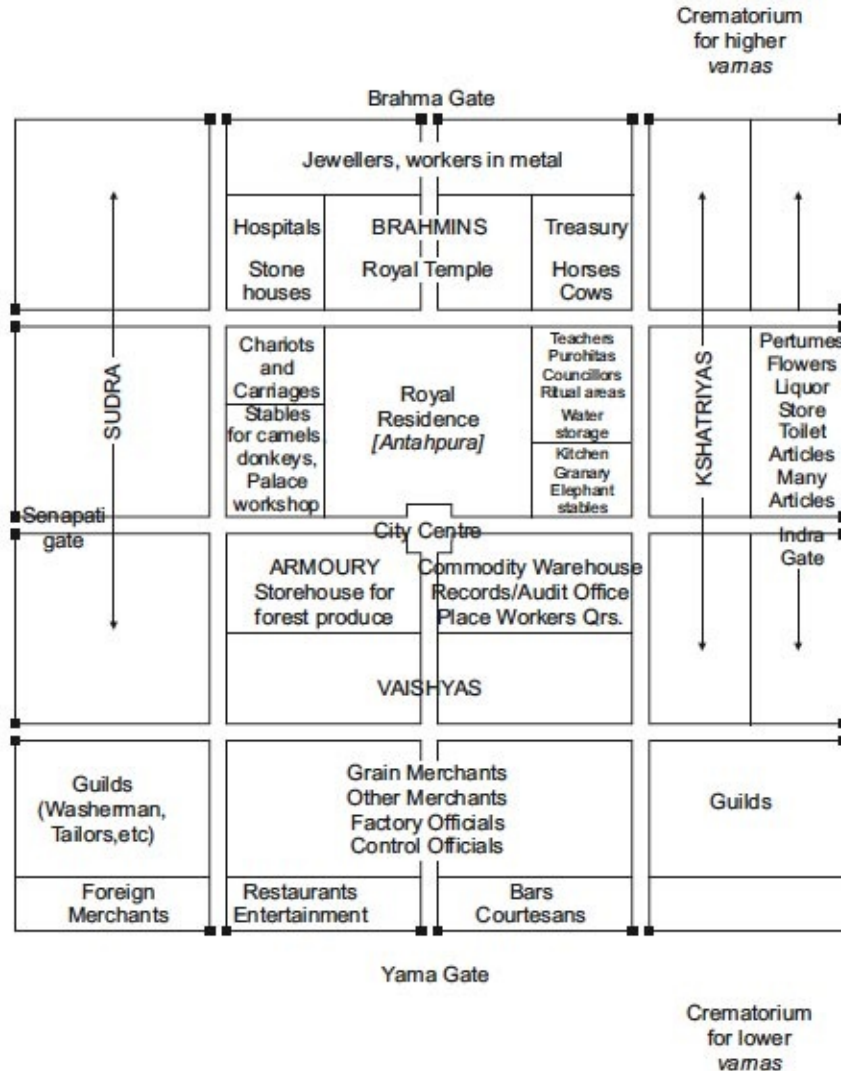 Crematorium
for higher
varnas
Brahma Gate
Jewellers, workers in metal
Hospitals
Stone
houses
BRAHMINS
Royal Temple
Treasury
Horses
Cows
SUDRA
Chariots
and
Carriages
Stables
for camels,
donkeys,
Palace
workshop
Royal
Residence
[Antahpura]
Teachers
Purohitas
Councillors
Ritual areas
Water
storage
Kitchen
Granary
Elephant
stables
KSHATRIYAS
Perfumes
Flowers
Liquor
Store
Toilet
Articles
Many
Articles
Senapati
gate
City Centre
Indra
Gate
ARMOURY
Storehouse for
forest produce
Commodity Warehouse
Records/Audit Office
Place Workers Qrs.
VAISHYAS
Guilds
(Washerman,
Tailors,etc)
Grain Merchants
Other Merchants
Factory Officials
Control Officials
Guilds
Foreign
Merchants
Restaurants
Entertainment
Bars
Courtesans
Yama Gate
Crematorium
for lower
varnas